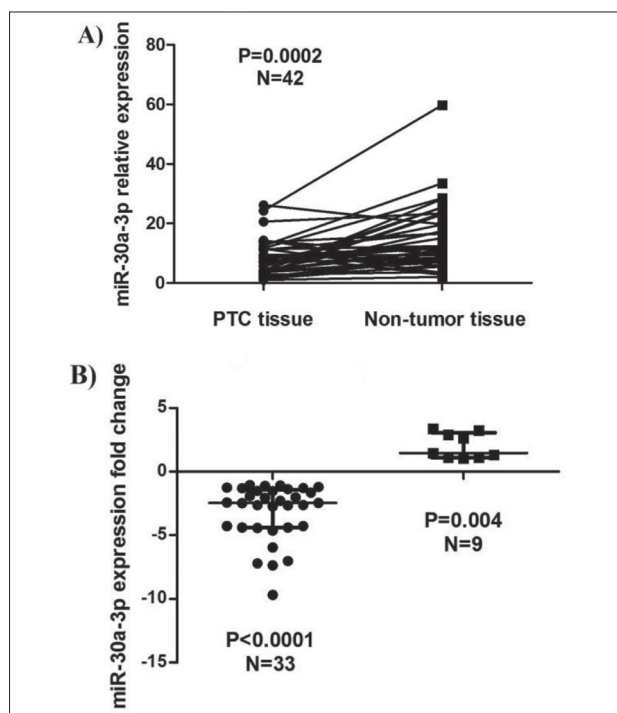 A)
miR-30a-3p relative expression
80
60
40
20
0
P=0.0002
N=42
PTC tissue Non-tumor tissue
B)
miR-30a-3p expression fold change
5
0
-5
-10
-15
P<0.0001
N=33
P=0.004
N=9